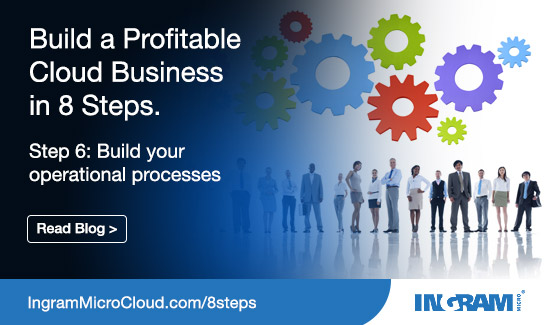 Build a Profitable
Cloud Business
in 8 Steps.
Step 6: Build your
operational processes
Read Blog >
IngramMicroCloud.com/8steps
INGRAM
MICRO
®